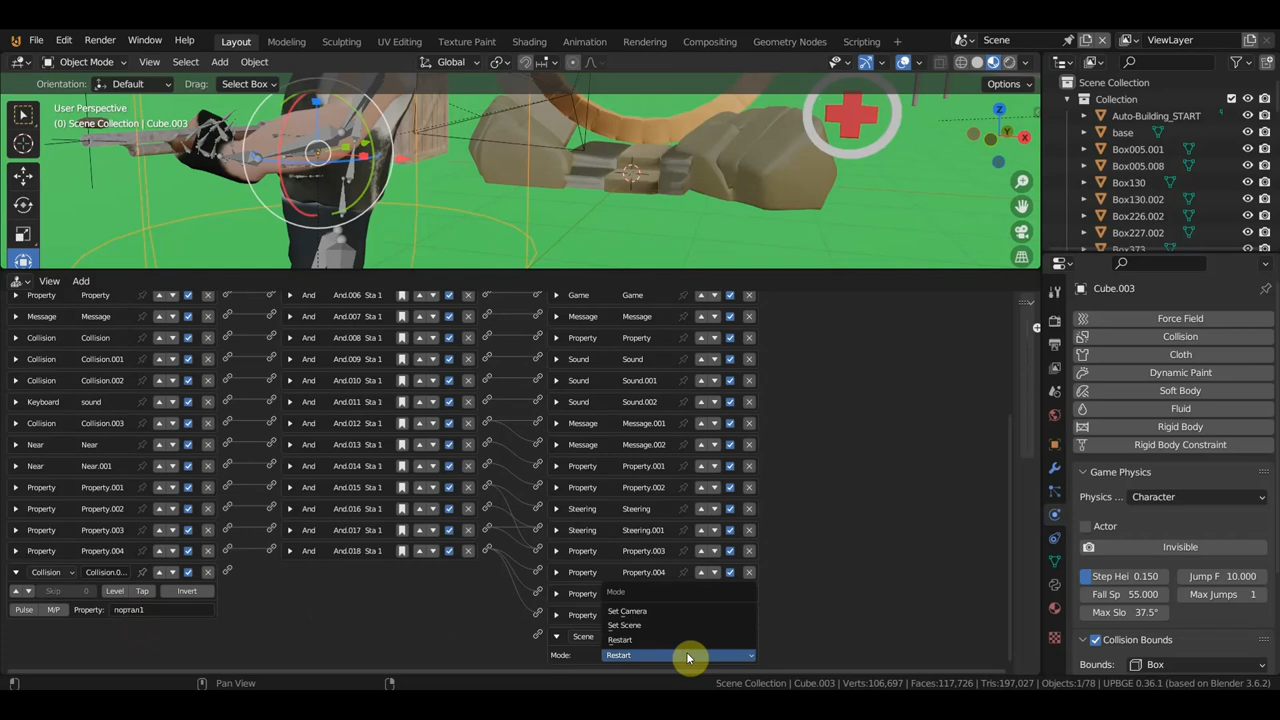 File Edit Render Window Help Layout Modeling Sculpting UV Editing Texture Paint Shading Animation Rendering Compositing Geometry Nodes Scripting + Scene ViewLayer
Object Mode View Select Add Object Global
Orientation: Default Drag: Select Box Options
User Perspective
(0) Scene Collection | Cube.003
Z
Y
X
Scene Collection
Collection
Auto-Building_START
base
Box005.001
Box005.008
Box130
Box130.002
Box226.002
Box227.002
Box373
View Add
Property Property And And.006 Sta 1 Game Game
Message Message And And.007 Sta 1 Message Message
Collision Collision And And.008 Sta 1 Property Property
Collision Collision.001 And And.009 Sta 1 Sound Sound
Collision Collision.002 And And.010 Sta 1 Sound Sound.001
Keyboard sound And And.011 Sta 1 Sound Sound.002
Collision Collision.003 And And.012 Sta 1 Message Message.001
Near Near And And.013 Sta 1 Message Message.002
Near Near.001 And And.014 Sta 1 Property Property.001
Property Property.001 And And.015 Sta 1 Property Property.002
Property Property.002 And And.016 Sta 1 Steering Steering
Property Property.003 And And.017 Sta 1 Steering Steering.001
Property Property.004 And And.018 Sta 1 Property Property.003
Collision Collision.0... Property Property.004
Skip 0 Level Tap Invert
Pulse M/P Property: портал1
Prope
Prope
Scene
Mode
Set Camera
Set Scene
Restart
Mode: Restart
Cube.003
Force Field
Collision
Cloth
Dynamic Paint
Soft Body
Fluid
Rigid Body
Rigid Body Constraint
Game Physics
Physics ... Character
Actor
Invisible
Step Hei 0.150 Jump F 10.000
Fall Sp 55.000 Max Jumps 1
Max Slo 37.5°
Collision Bounds
Bounds: Box
Pan View Scene Collection | Cube.003 | Verts:106,697 | Faces:117,726 | Tris:197,027 | Objects:1/78 | UPBGE 0.36.1 (based on Blender 3.6.2)